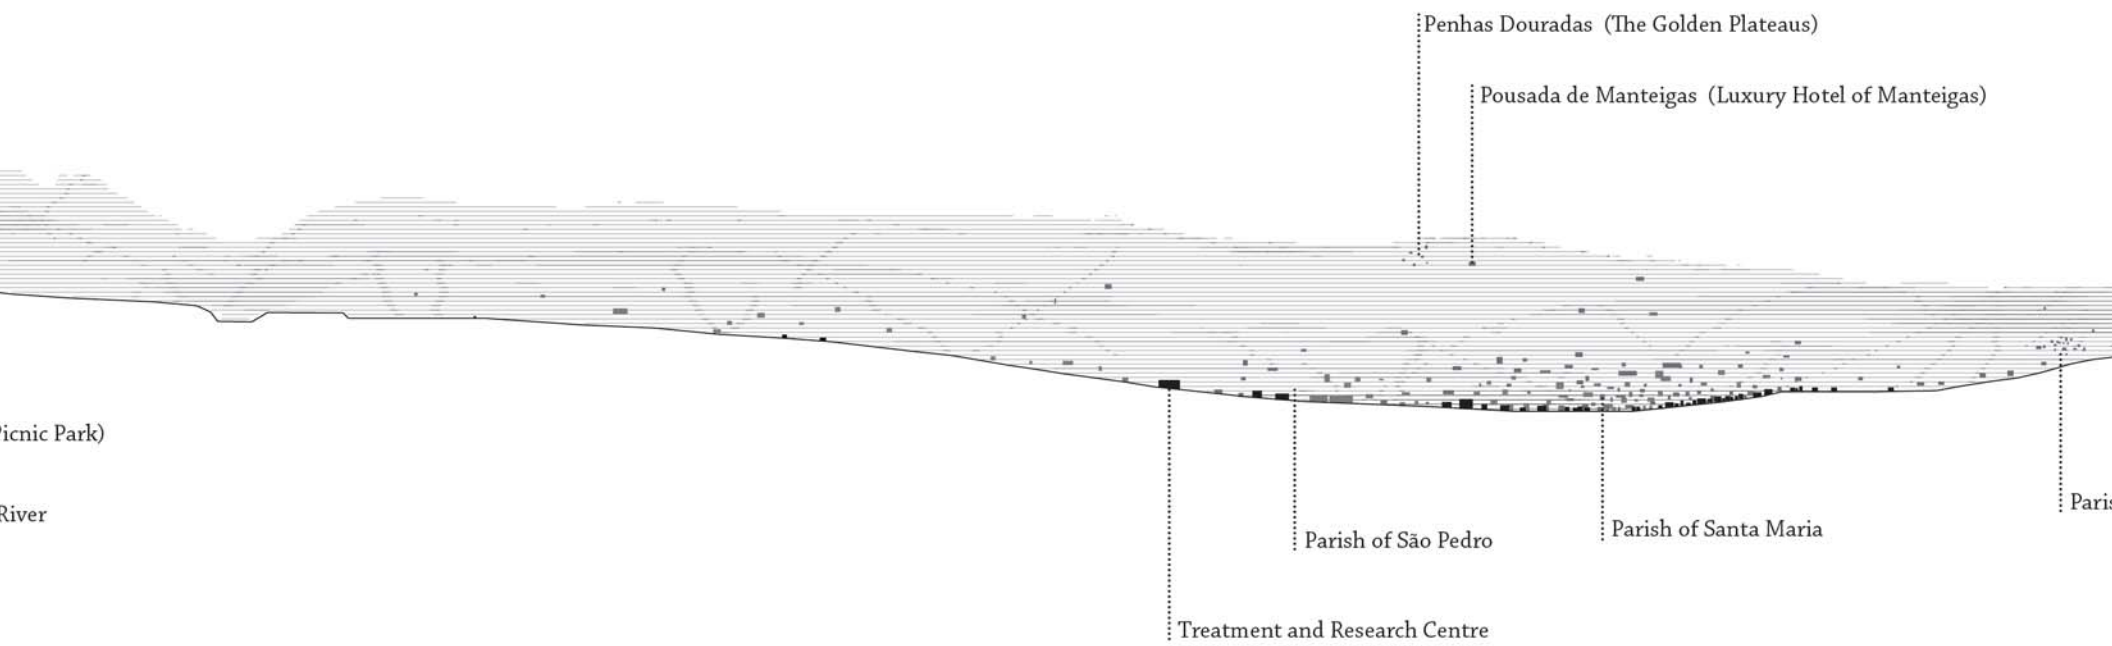 Penhas Douradas (The Golden Plateaus)
Pousada de Manteigas (Luxury Hotel of Manteigas)
Picnic Park)
River
Parish of São Pedro
Parish of Santa Maria
Treatment and Research Centre